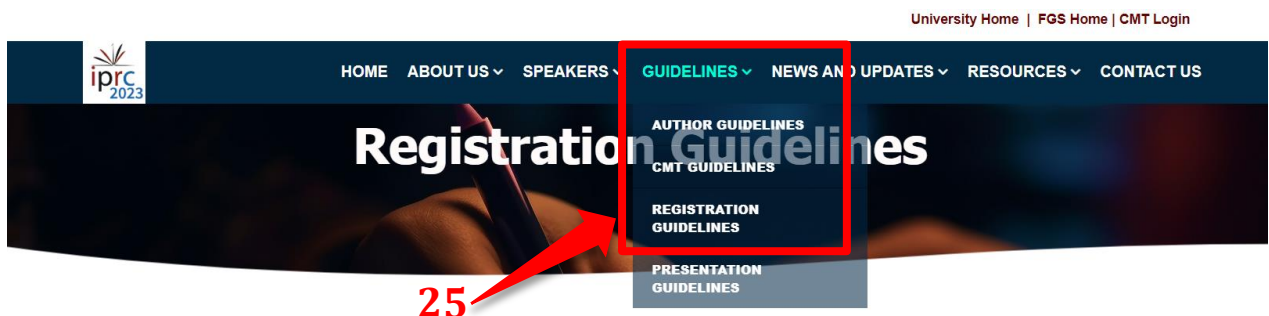 University Home | FGS Home | CMT Login
iprc
2023
HOME ABOUT US SPEAKERS GUIDELINES NEWS AND UPDATES RESOURCES CONTACT US
Registration Guidelines
AUTHOR GUIDELINES
CMT GUIDELINES
REGISTRATION
GUIDELINES
PRESENTATION
GUIDELINES
25